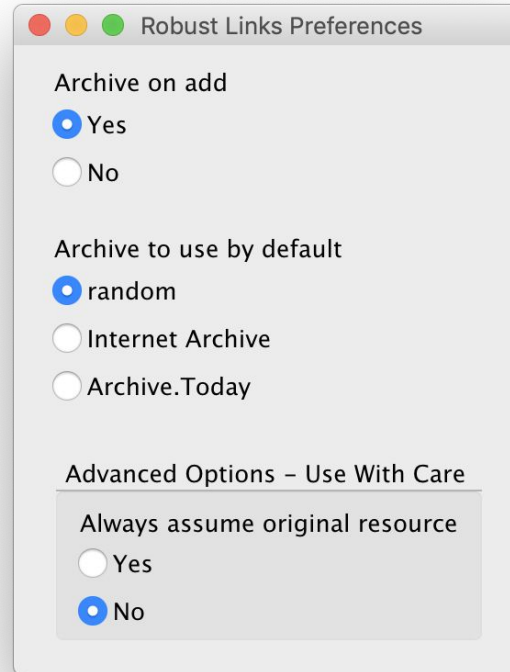 Robust Links Preferences
Archive on add
Yes
No
Archive to use by default
random
Internet Archive
Archive.Today
Advanced Options – Use With Care
Always assume original resource
Yes
No